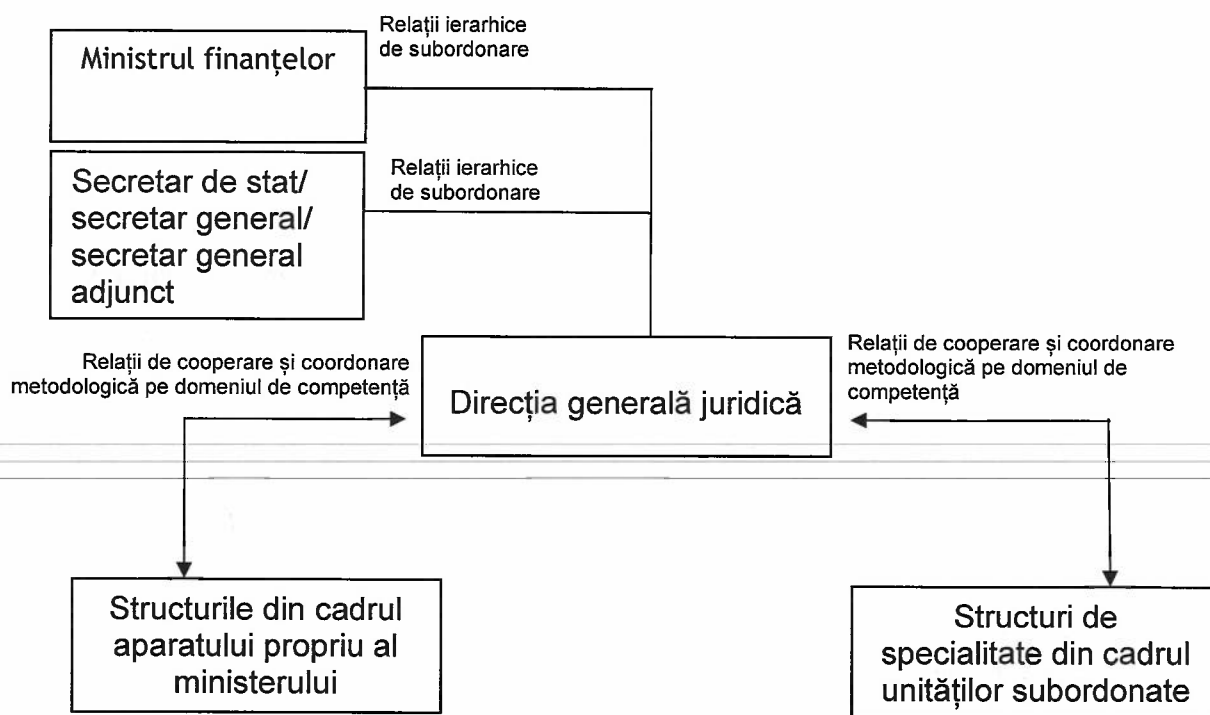 Relații ierarhice
de subordonare
Ministrul finanțelor
Relații ierarhice
de subordonare
Secretar de stat/
secretar general/
secretar general
adjunct
Relații de cooperare și coordonare
metodologică pe domeniul de competență
Direcția generală juridică
Relații de cooperare și coordonare
metodologică pe domeniul de
competență
Structurile din cadrul
aparatului propriu al
ministerului
Structuri de
specialitate din cadrul
unităților subordonate